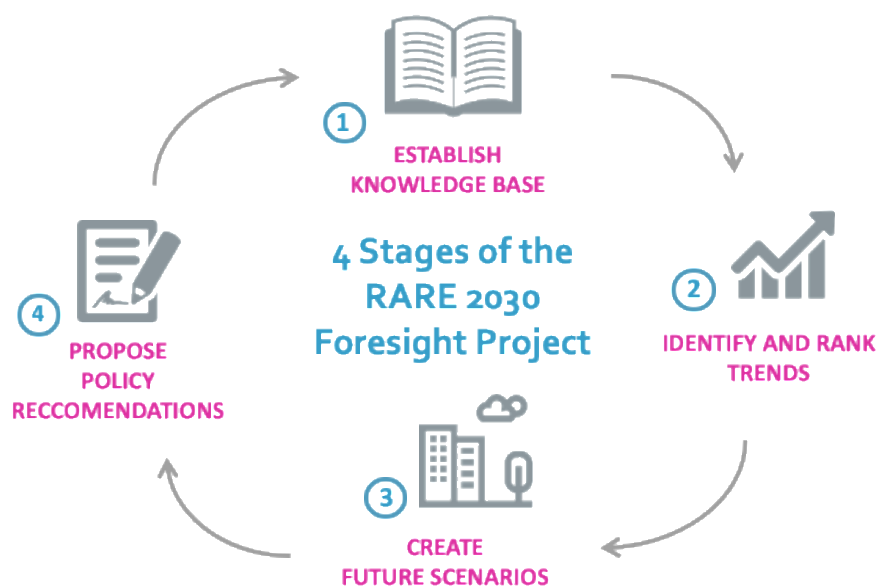 1
ESTABLISH
KNOWLEDGE BASE
4 Stages of the
RARE 2030
Foresight Project
2
IDENTIFY AND RANK
TRENDS
3
CREATE
FUTURE SCENARIOS
4
PROPOSE
POLICY
RECCOMENDATIONS